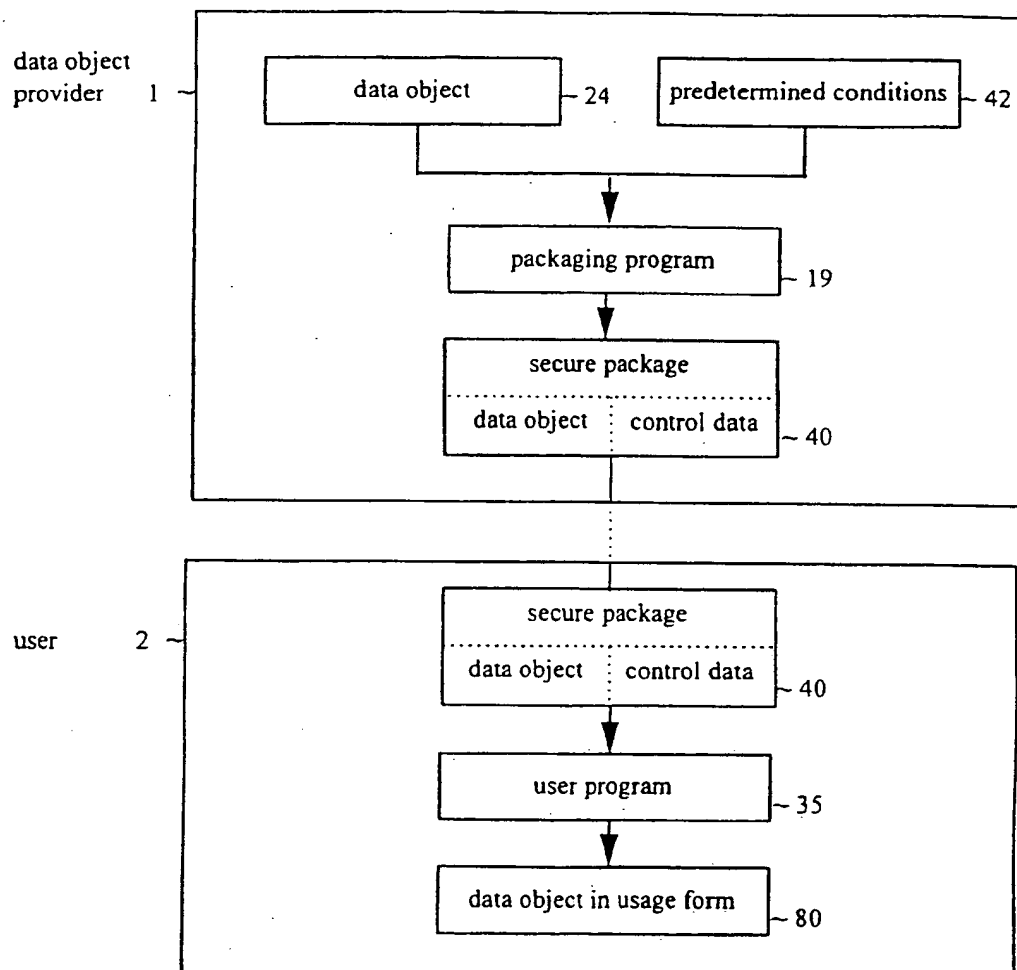 data object
provider 1
data object
24
predetermined conditions
42
packaging program
19
secure package
data object control data
40
user 2
secure package
data object control data
40
user program
35
data object in usage form
80